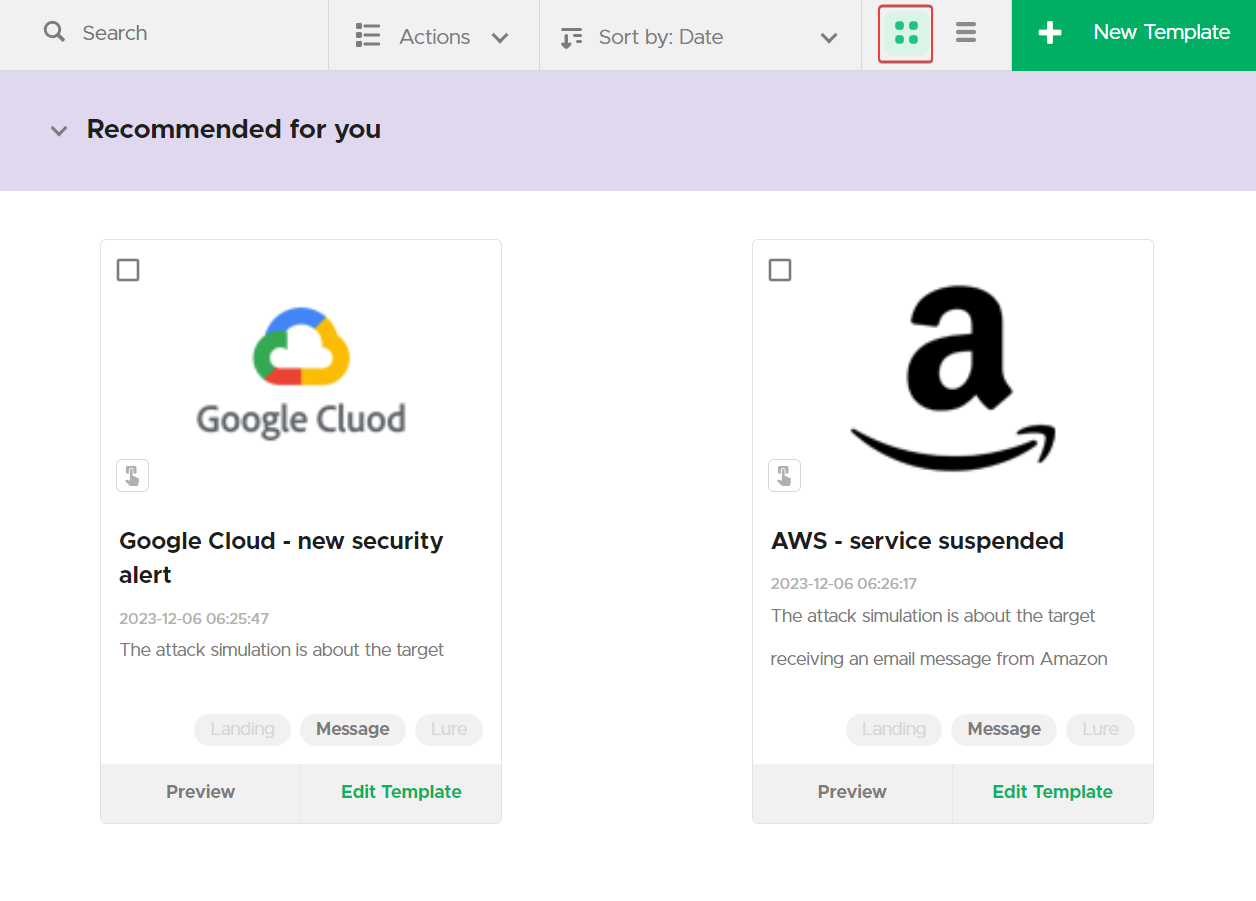 Search
Actions
Sort by: Date
New Template
Recommended for you
Google Cluod
Google Cloud - new security
alert
2023-12-06 06:25:47
The attack simulation is about the target
Landing
Message
Lure
Preview
Edit Template
a
AWS - service suspended
2023-12-06 06:26:17
The attack simulation is about the target
receiving an email message from Amazon
Landing
Message
Lure
Preview
Edit Template